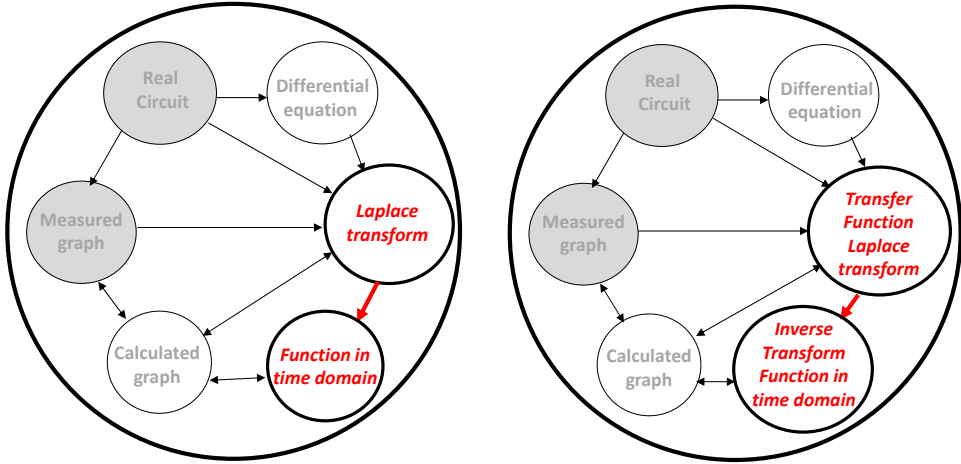 Real
Circuit
Differential
equation
Measured
graph
Laplace
transform
Calculated
graph
Function in
time domain
Real
Circuit
Differential
equation
Measured
graph
Transfer
Function
Laplace
transform
Calculated
graph
Inverse
Transform
Function in
time domain